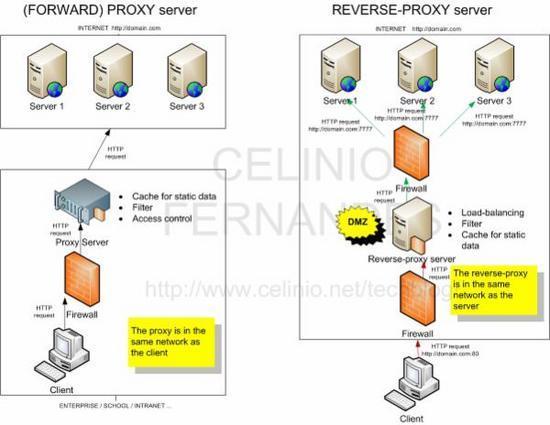 (FORWARD) PROXY server
INTERNET http://domain.com
Server 1
Server 2
Server 3
HTTP
request
Cache for static data
Filter
Access control
HTTP
request
Proxy Server
HTTP
request
Firewall
HTTP
request
The proxy is in the
same network as
the client
Client
ENTERPRISE / SCHOOL / INTRANET ...
REVERSE-PROXY server
INTERNET http://domain.com
Server 1
Server 2
Server 3
HTTP request
http://domain.com:7777
HTTP request
http://domain.com:7777
HTTP request
http://domain.com:7777
Firewall
HTTP
request
DMZ
Load-balancing
Filter
Cache for static
data
Reverse-proxy server
HTTP
request
The reverse-proxy
is in the same
network as the
server
Firewall
HTTP request
http://domain.com:80
Client
CELINIO
FERNANDES